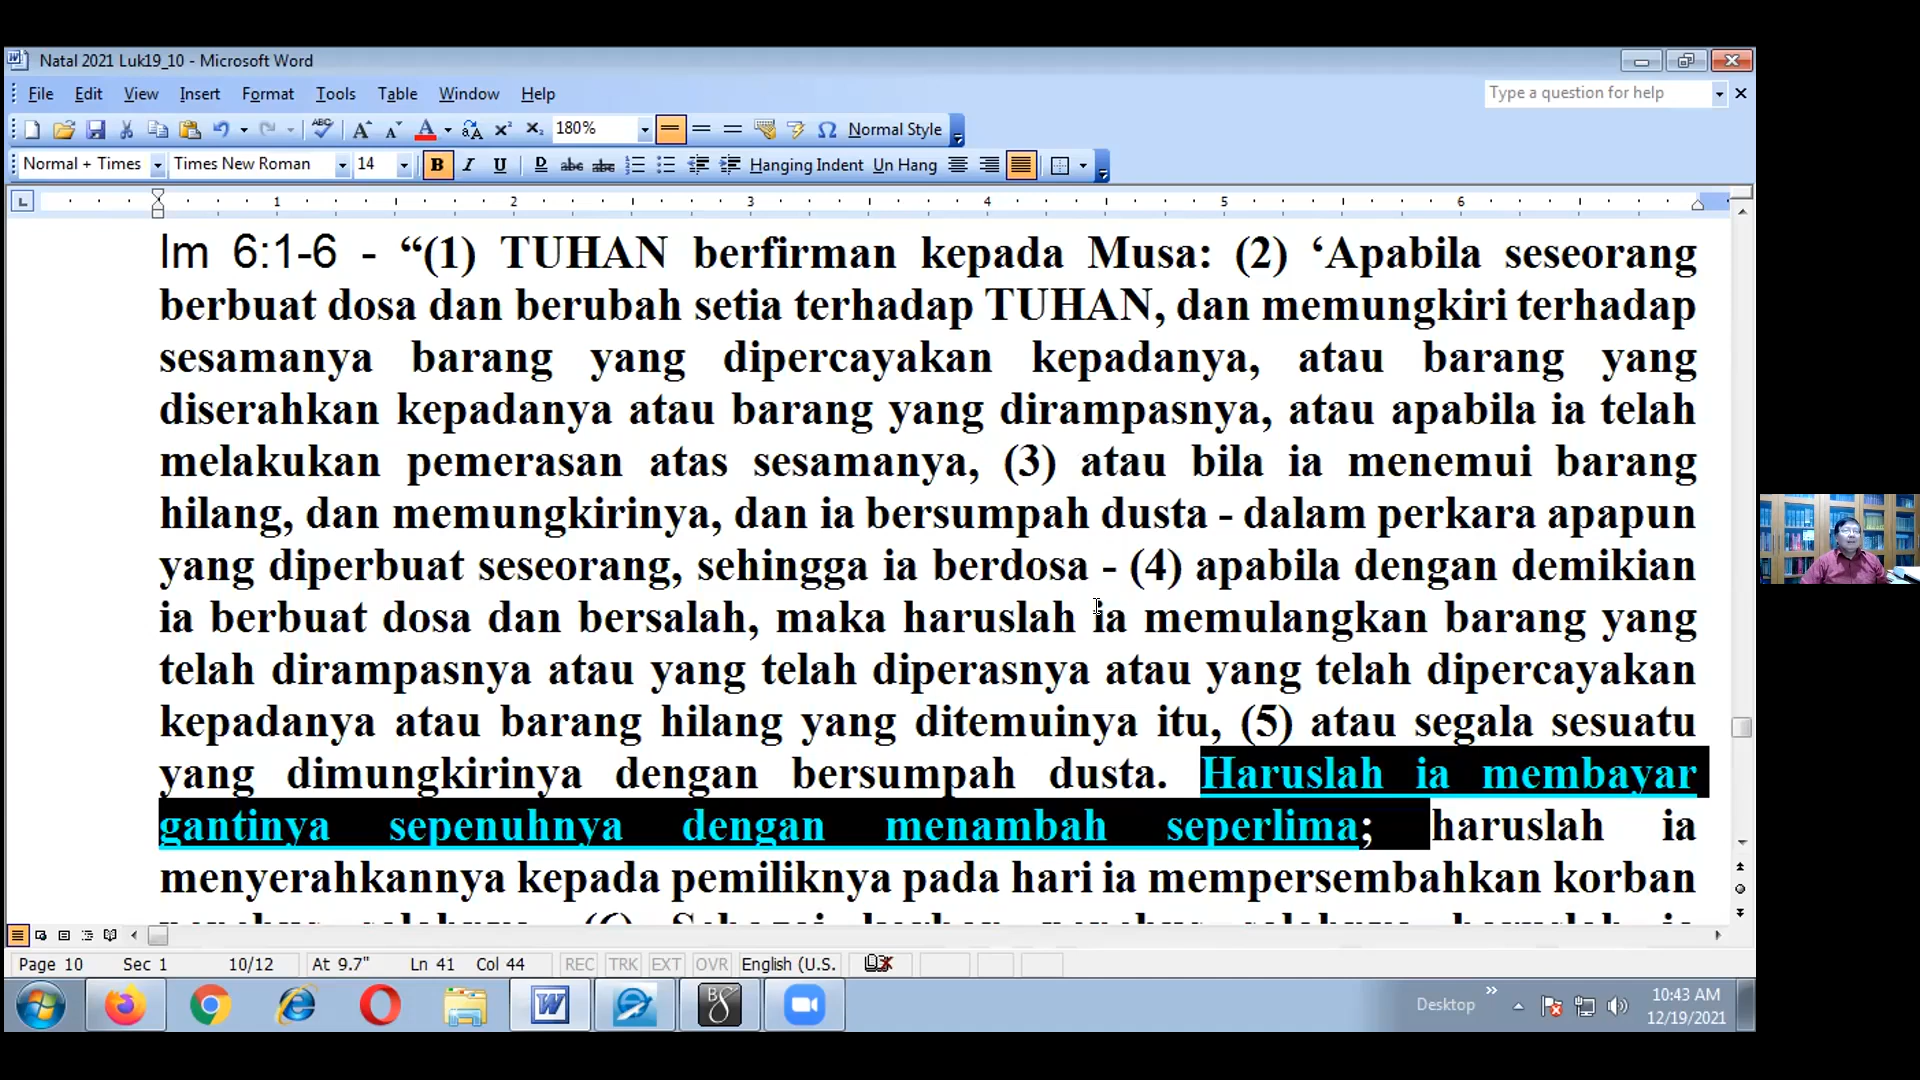 Natal 2021 Luk19_10 - Microsoft Word
File Edit View Insert Format Tools Table Window Help
Type a question for help
180%
Normal Style
Normal + Times Times New Roman 14 B I U Hanging Indent Un Hang
1 2 3 4 5 6
Im 6:1-6 - “(1) TUHAN berfirman kepada Musa: (2) ‘Apabila seseorang
berbuat dosa dan berubah setia terhadap TUHAN, dan memungkiri terhadap
sesamanya barang yang dipercayakan kepadanya, atau barang yang
diserahkan kepadanya atau barang yang dirampasnya, atau apabila ia telah
melakukan pemerasan atas sesamanya, (3) atau bila ia menemui barang
hilang, dan memungkirinya, dan ia bersumpah dusta - dalam perkara apapun
yang diperbuat seseorang, sehingga ia berdosa - (4) apabila dengan demikian
ia berbuat dosa dan bersalah, maka haruslah ia memulangkan barang yang
telah dirampasnya atau yang telah diperasnya atau yang telah dipercayakan
kepadanya atau barang hilang yang ditemuinya itu, (5) atau segala sesuatu
yang dimungkirinya dengan bersumpah dusta. Haruslah ia membayar
gantinya sepenuhnya dengan menambah seperlima; haruslah ia
menyerahkannya kepada pemiliknya pada hari ia mempersembahkan korban
Page 10 Sec 1 10/12 At 9.7" Ln 41 Col 44 REC TRK EXT OVR English (U.S.
Desktop
10:43 AM
12/19/2021